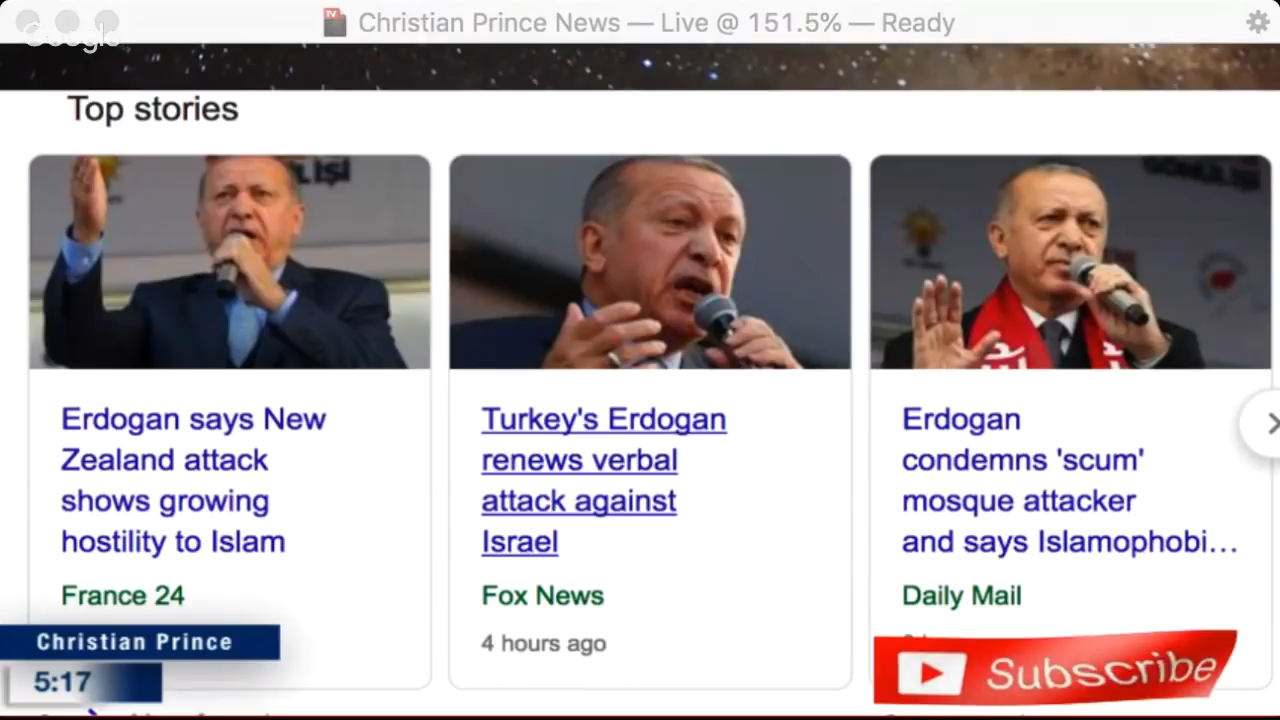 Christian Prince News — Live @ 151.5% — Ready
Google
Top stories
Erdogan says New
Zealand attack
shows growing
hostility to Islam
France 24
Turkey's Erdogan
renews verbal
attack against
Israel
Fox News
4 hours ago
Erdogan
condemns 'scum'
mosque attacker
and says Islamophobi...
Daily Mail
Christian Prince
5:17
Subscribe